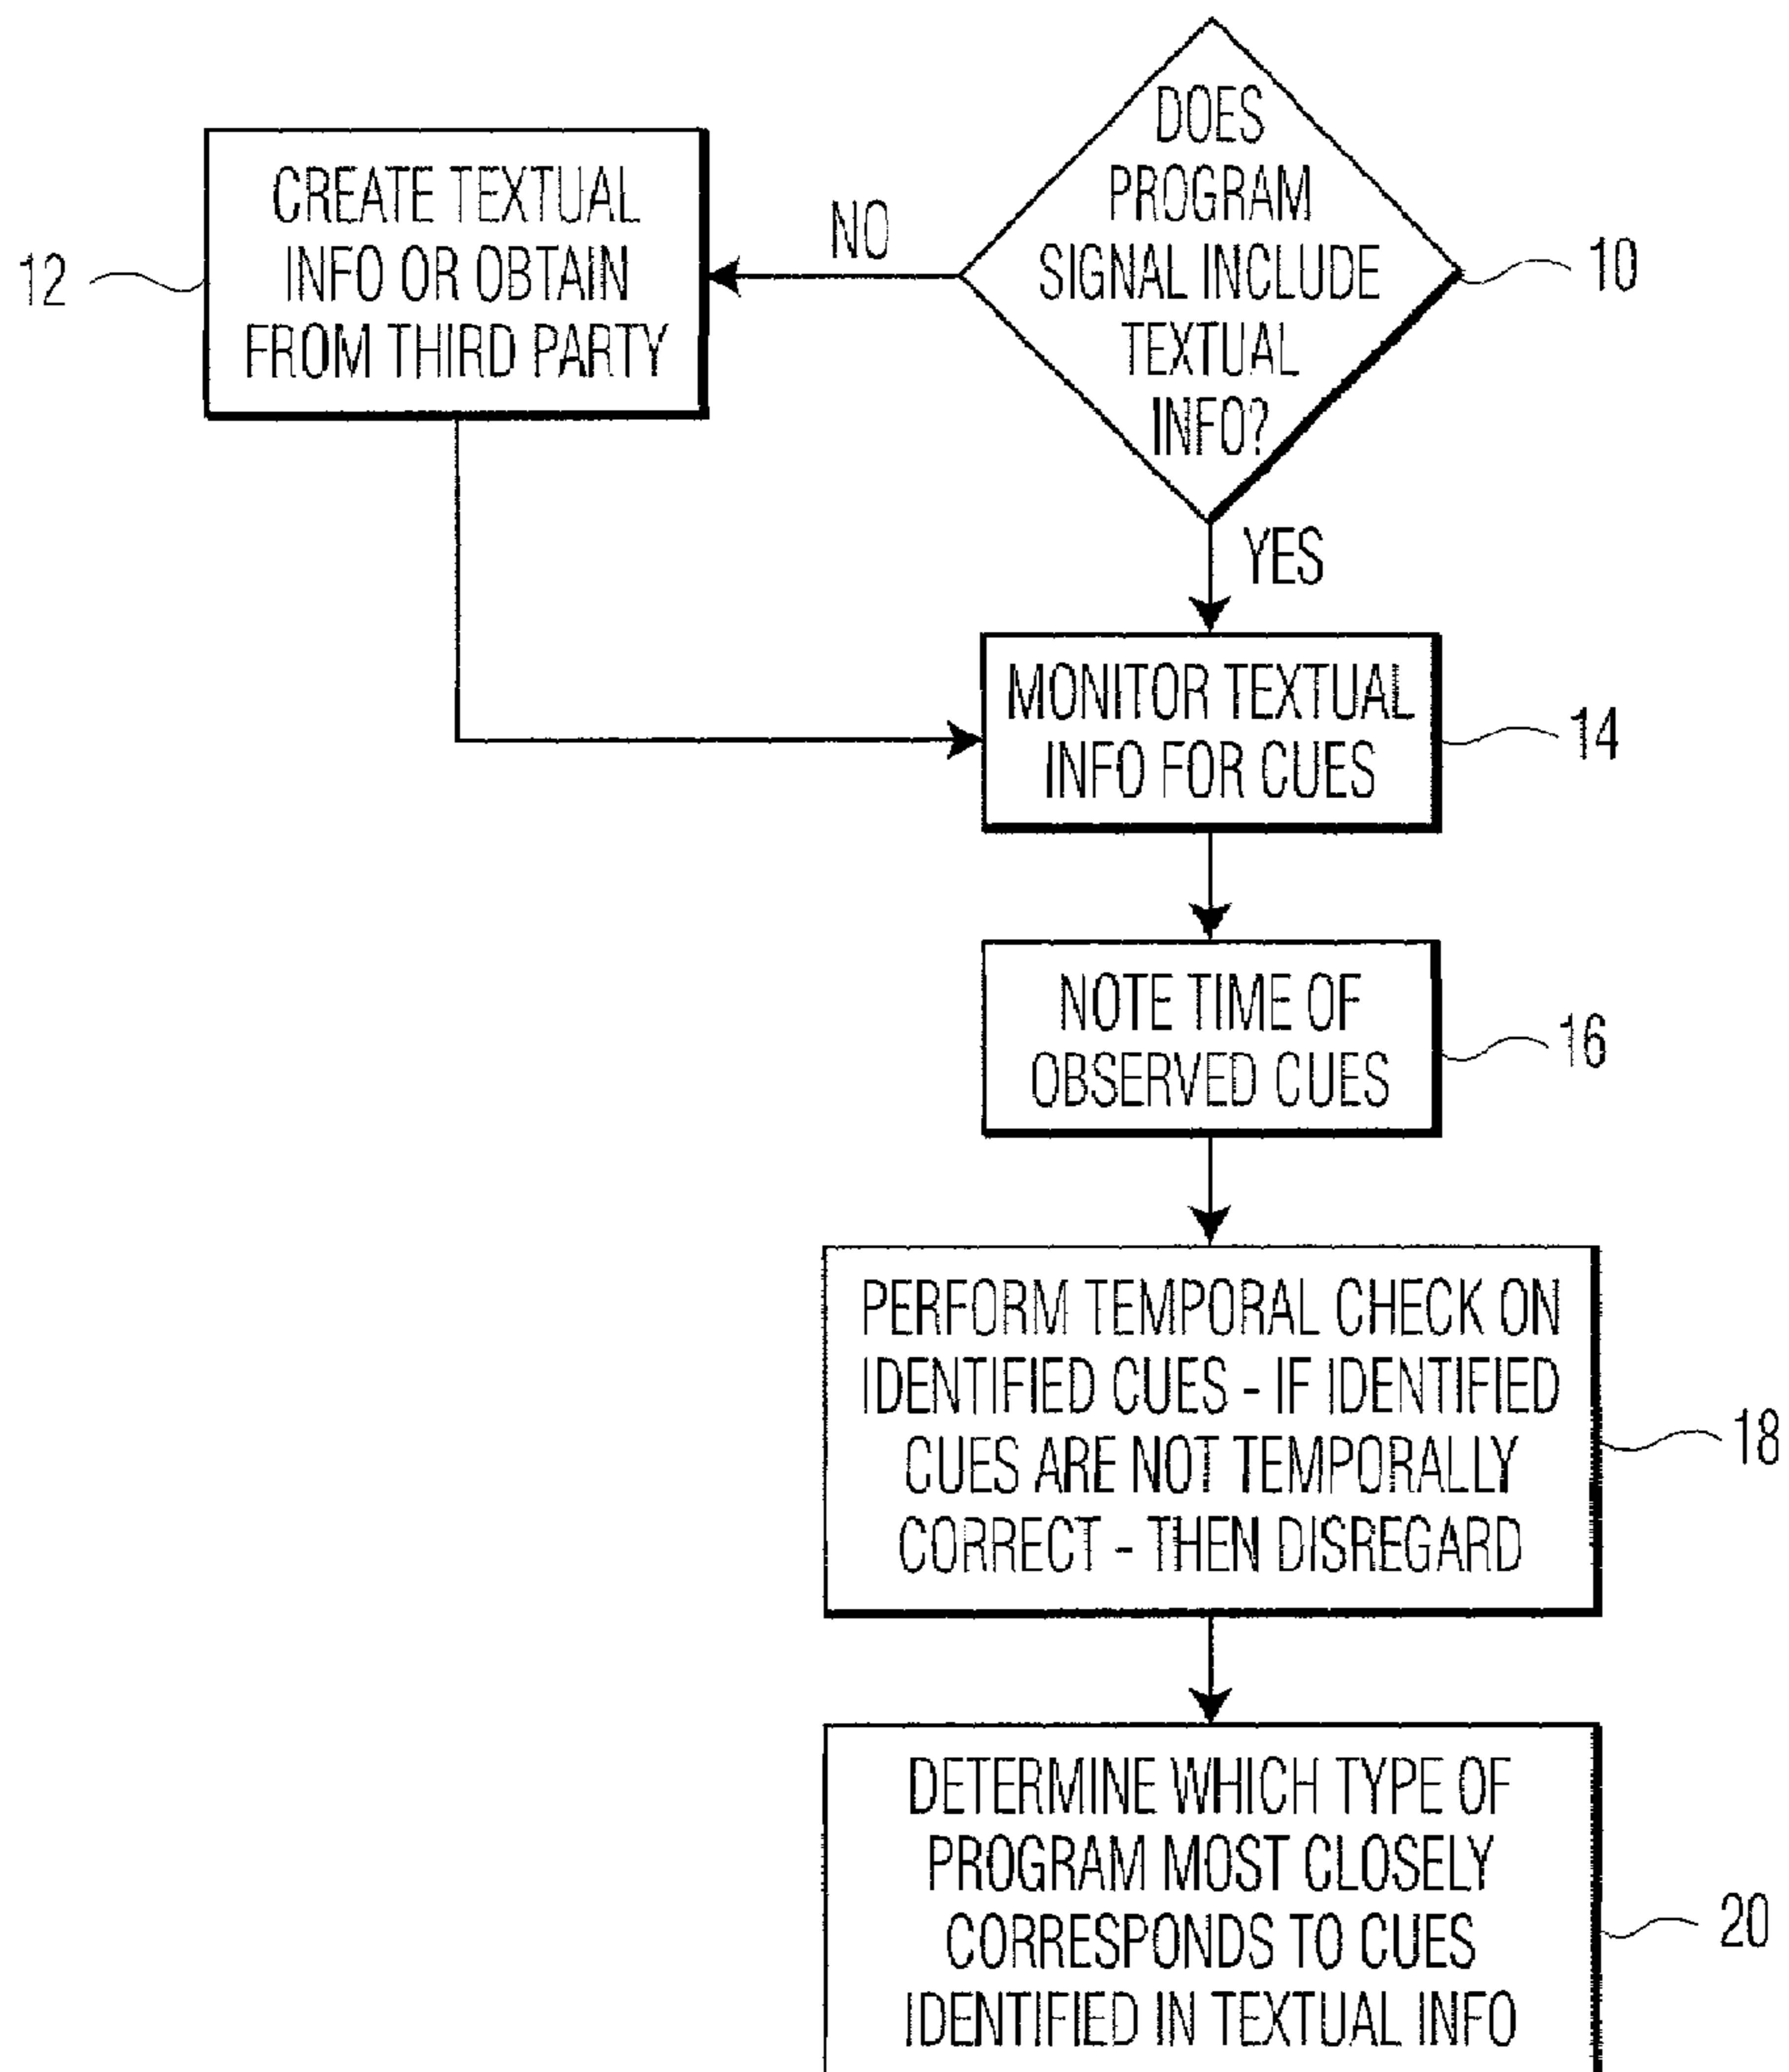 DOES
PROGRAM
SIGNAL INCLUDE
TEXTUAL
INFO?
10
NO
CREATE TEXTUAL
INFO OR OBTAIN
FROM THIRD PARTY
12
YES
MONITOR TEXTUAL
INFO FOR CUES
14
NOTE TIME OF
OBSERVED CUES
16
PERFORM TEMPORAL CHECK ON
IDENTIFIED CUES - IF IDENTIFIED
CUES ARE NOT TEMPORALLY
CORRECT - THEN DISREGARD
18
DETERMINE WHICH TYPE OF
PROGRAM MOST CLOSELY
CORRESPONDS TO CUES
IDENTIFIED IN TEXTUAL INFO
20